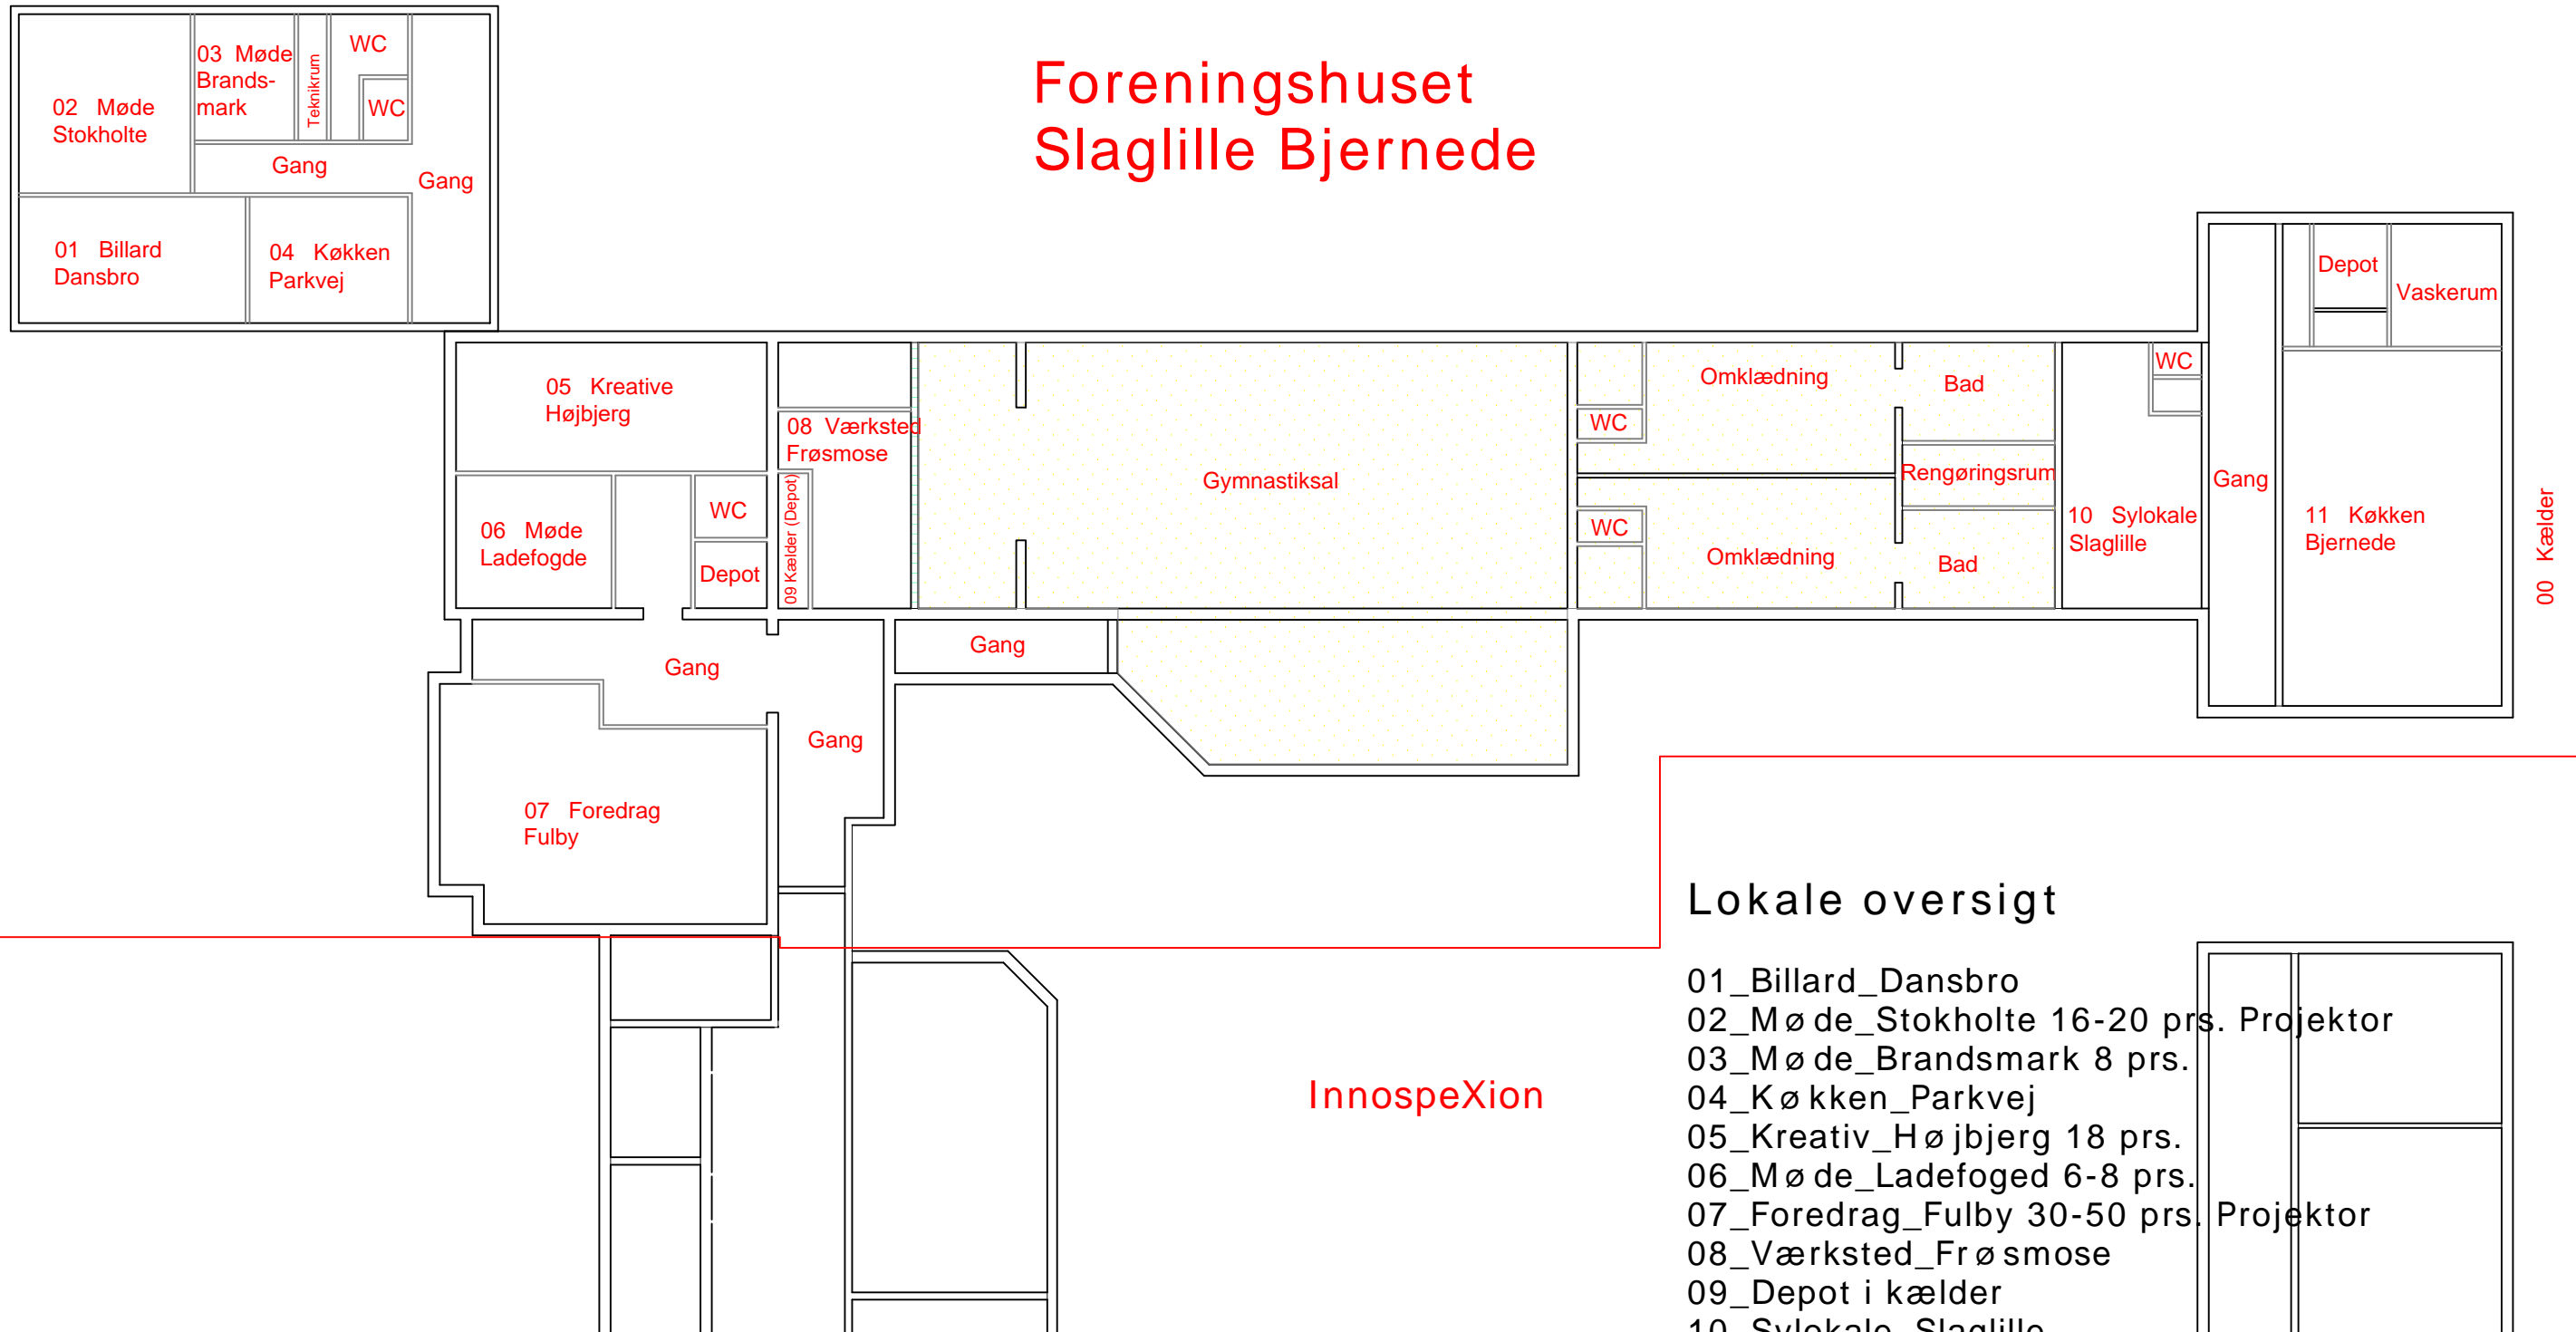 Foreningshuset
Slaglille Bjernede
02 Møde
Stokholte
03 Møde
Brands-
mark
Teknikrum
WC
WC
Gang
Gang
01 Billard
Dansbro
04 Køkken
Parkvej
05 Kreative
Højbjerg
06 Møde
Ladefogde
WC
Depot
08 Værksted
Frøsmose
09 Kælder (Depot)
Gymnastiksal
WC
WC
Omklædning
Omklædning
Bad
Rengøringsrum
Bad
WC
10 Sylokale
Slaglille
Gang
Depot
Vaskerum
11 Køkken
Bjernede
00 Kælder
Gang
Gang
Gang
07 Foredrag
Fulby
InnospeXion
Lokale oversigt
01_Billard_Dansbro
02_Møde_Stokholte 16-20 prs. Projektor
03_Møde_Brandsmark 8 prs.
04_Køkken_Parkvej
05_Kreativ_Højbjerg 18 prs.
06_Møde_Ladefoged 6-8 prs.
07_Foredrag_Fulby 30-50 prs. Projektor
08_Værksted_Frøsmose
09_Depot i kælder
10_Sylokale_Slaglille